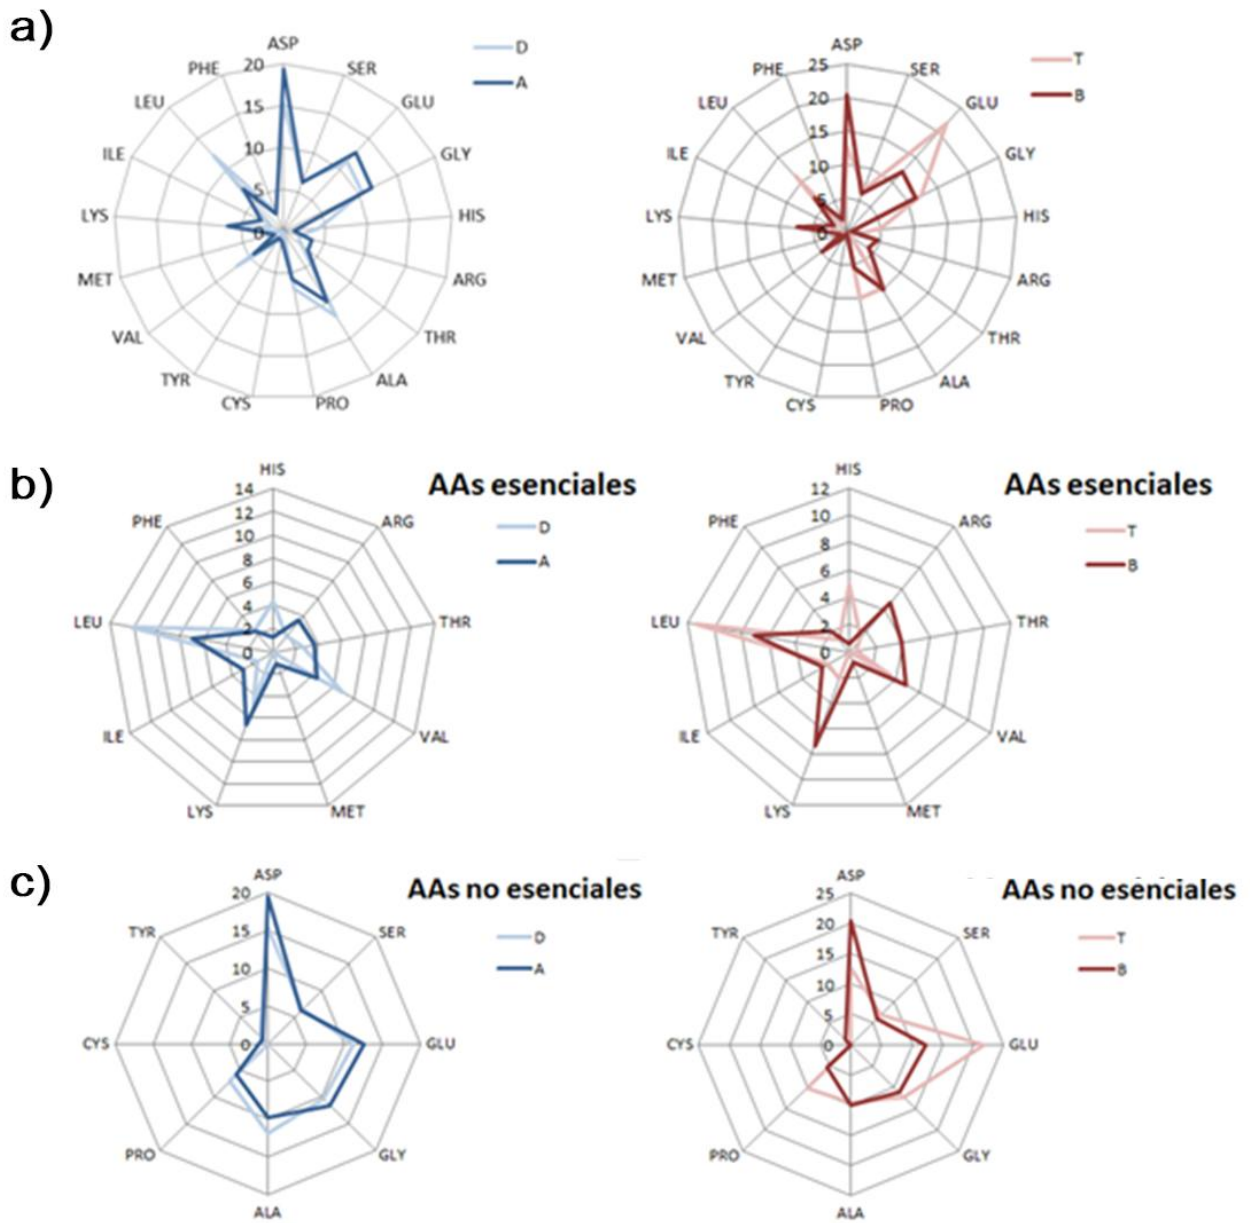 a)
ASP
SER
GLU
GLY
HIS
ARG
THR
ALA
PRO
CYS
TYR
VAL
MET
LYS
ILE
LEU
PHE
20
15
10
5
0
D
A
ASP
SER
GLU
GLY
HIS
ARG
THR
ALA
PRO
CYS
TYR
VAL
MET
LYS
ILE
LEU
PHE
25
20
15
10
5
0
T
B
b)
AAs esenciales
HIS
ARG
THR
VAL
MET
LYS
ILE
LEU
PHE
14
12
10
8
6
4
2
0
D
A
AAs esenciales
HIS
ARG
THR
VAL
MET
LYS
ILE
LEU
PHE
12
10
8
6
4
2
0
T
B
c)
AAs no esenciales
ASP
SER
GLU
GLY
ALA
PRO
CYS
TYR
20
15
10
5
0
D
A
AAs no esenciales
ASP
SER
GLU
GLY
ALA
PRO
CYS
TYR
25
20
15
10
5
0
T
B